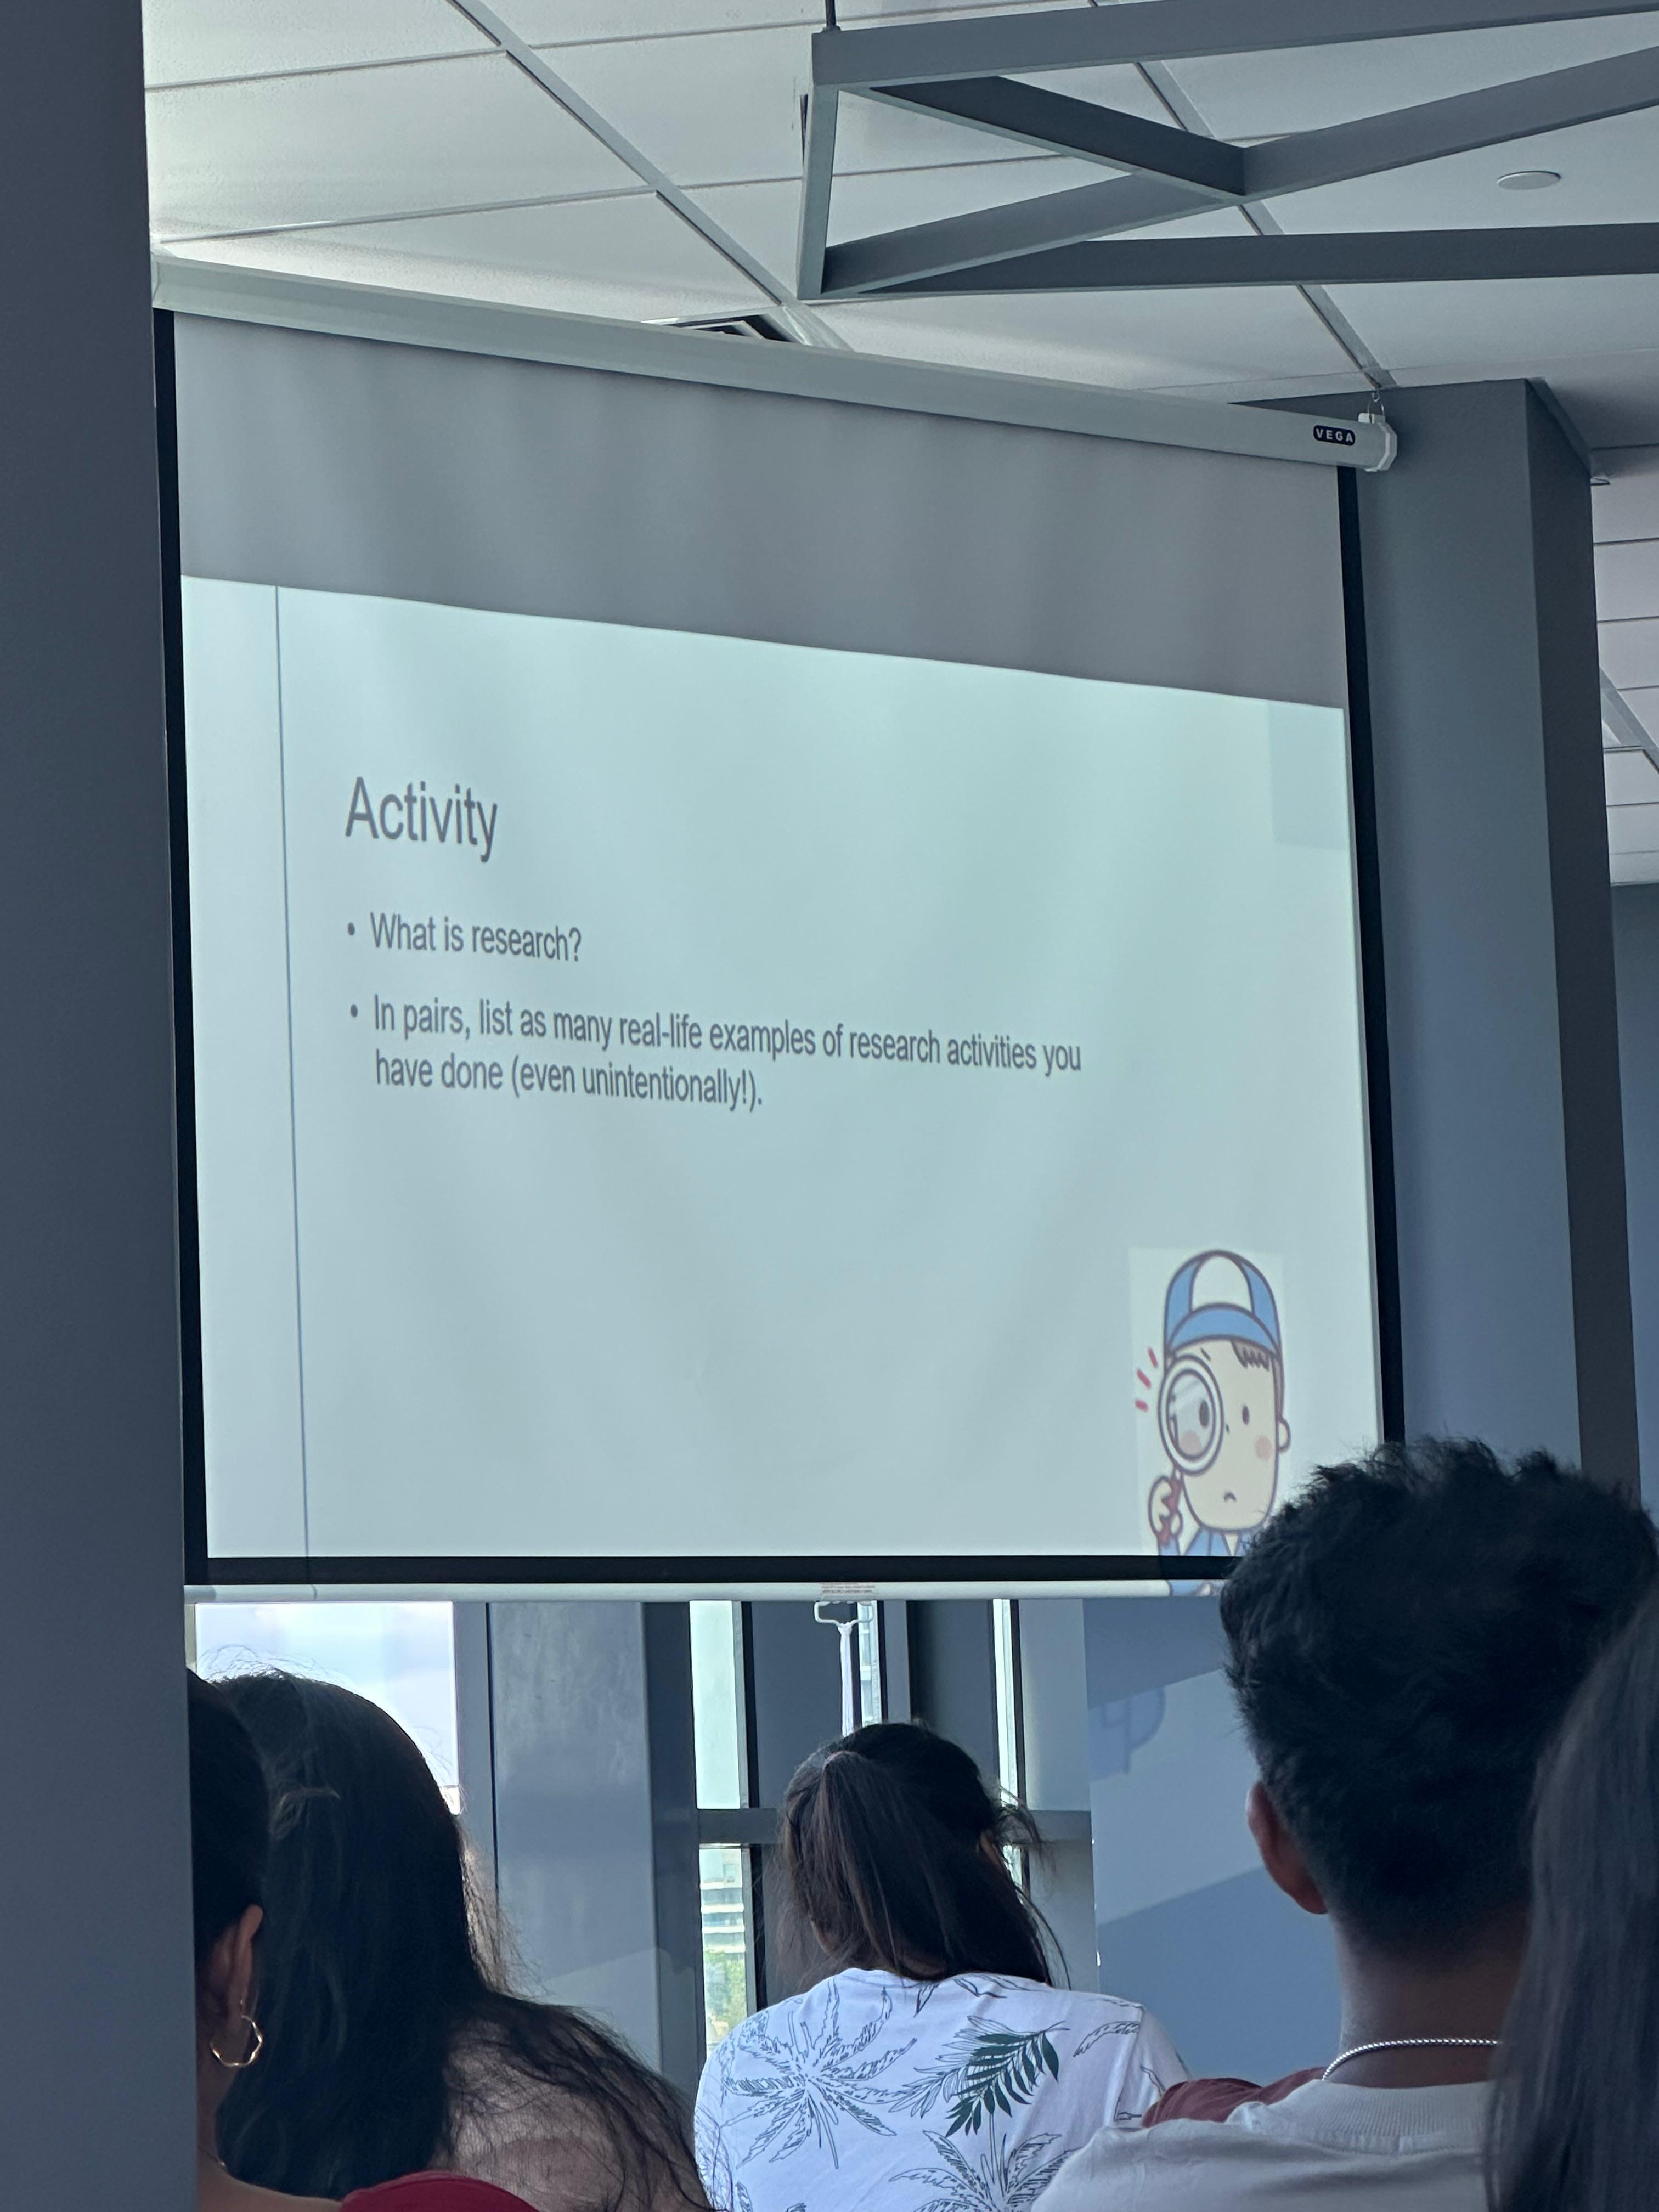 VEGA
Activity
• What is research?
• In pairs, list as many real-life examples of research activities you
have done (even unintentionally!).